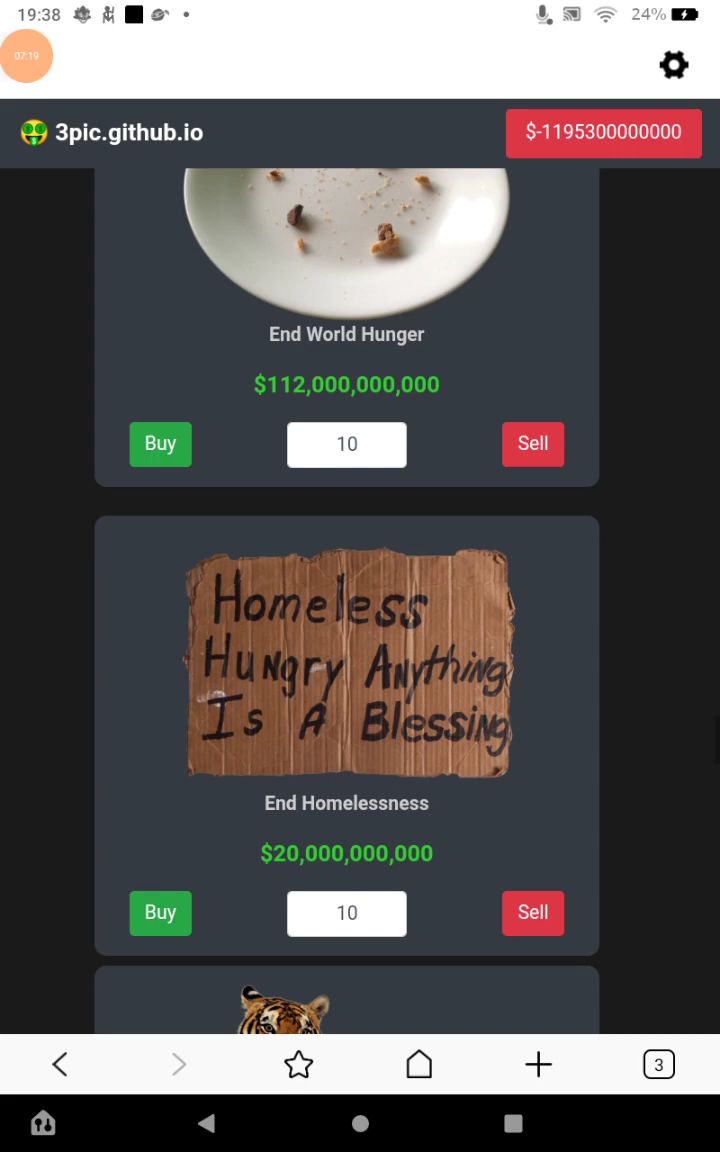 19:38
24%
07:19
3pic.github.io
$-1195300000000
End World Hunger
$112,000,000,000
Buy
10
Sell
Homeless
Hungry Anything
Is A Blessing
End Homelessness
$20,000,000,000
Buy
10
Sell
3